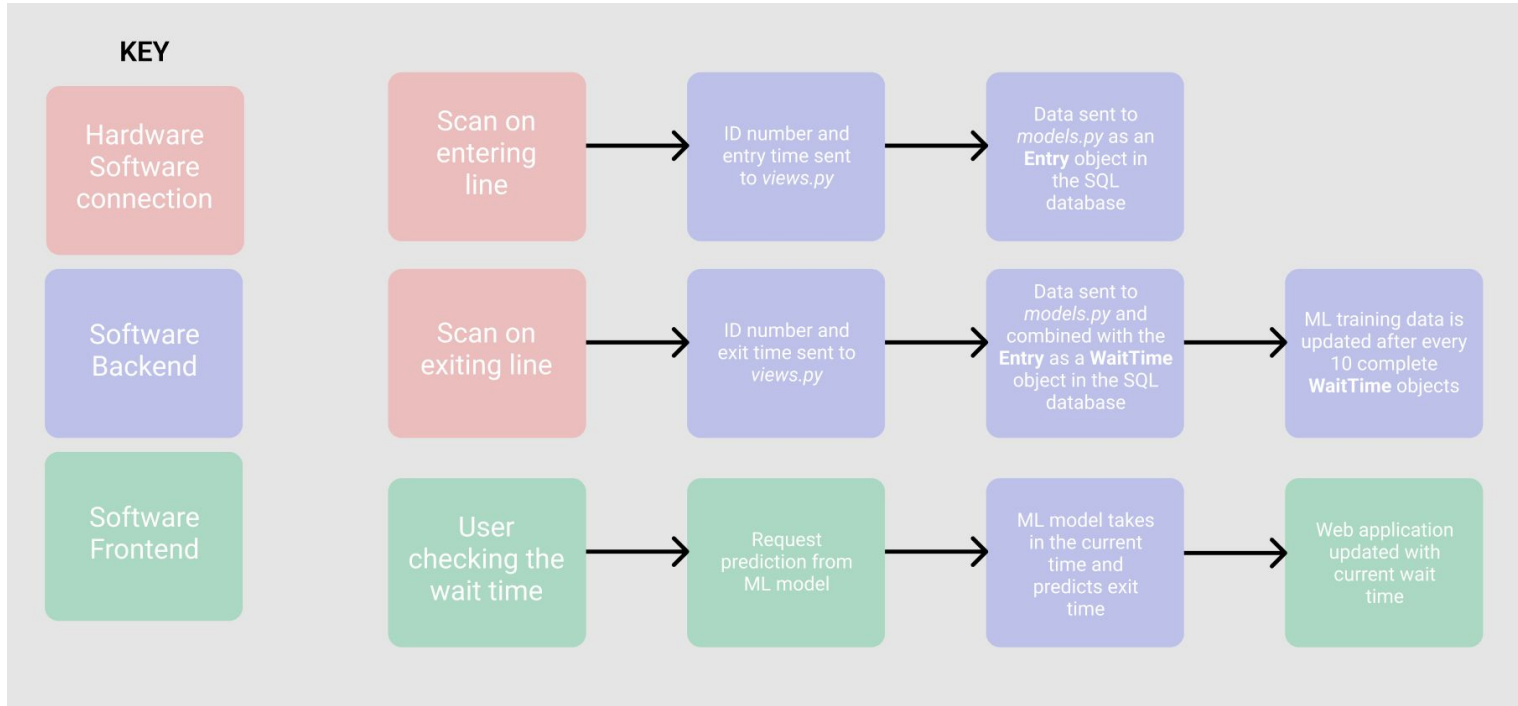 KEY
Hardware
Software
connection
Software
Backend
Software
Frontend
Scan on
entering
line
ID number and
entry time sent
to views.py
Data sent to
models.py as an
Entry object in
the SQL
database
Scan on
exiting line
ID number and
exit time sent to
views.py
Data sent to
models.py and
combined with the
Entry as a WaitTime
object in the SQL
database
ML training data is
updated after every
10 complete
WaitTime objects
User
checking the
wait time
Request
prediction from
ML model
ML model takes
in the current
time and
predicts exit
time
Web application
updated with
current wait
time